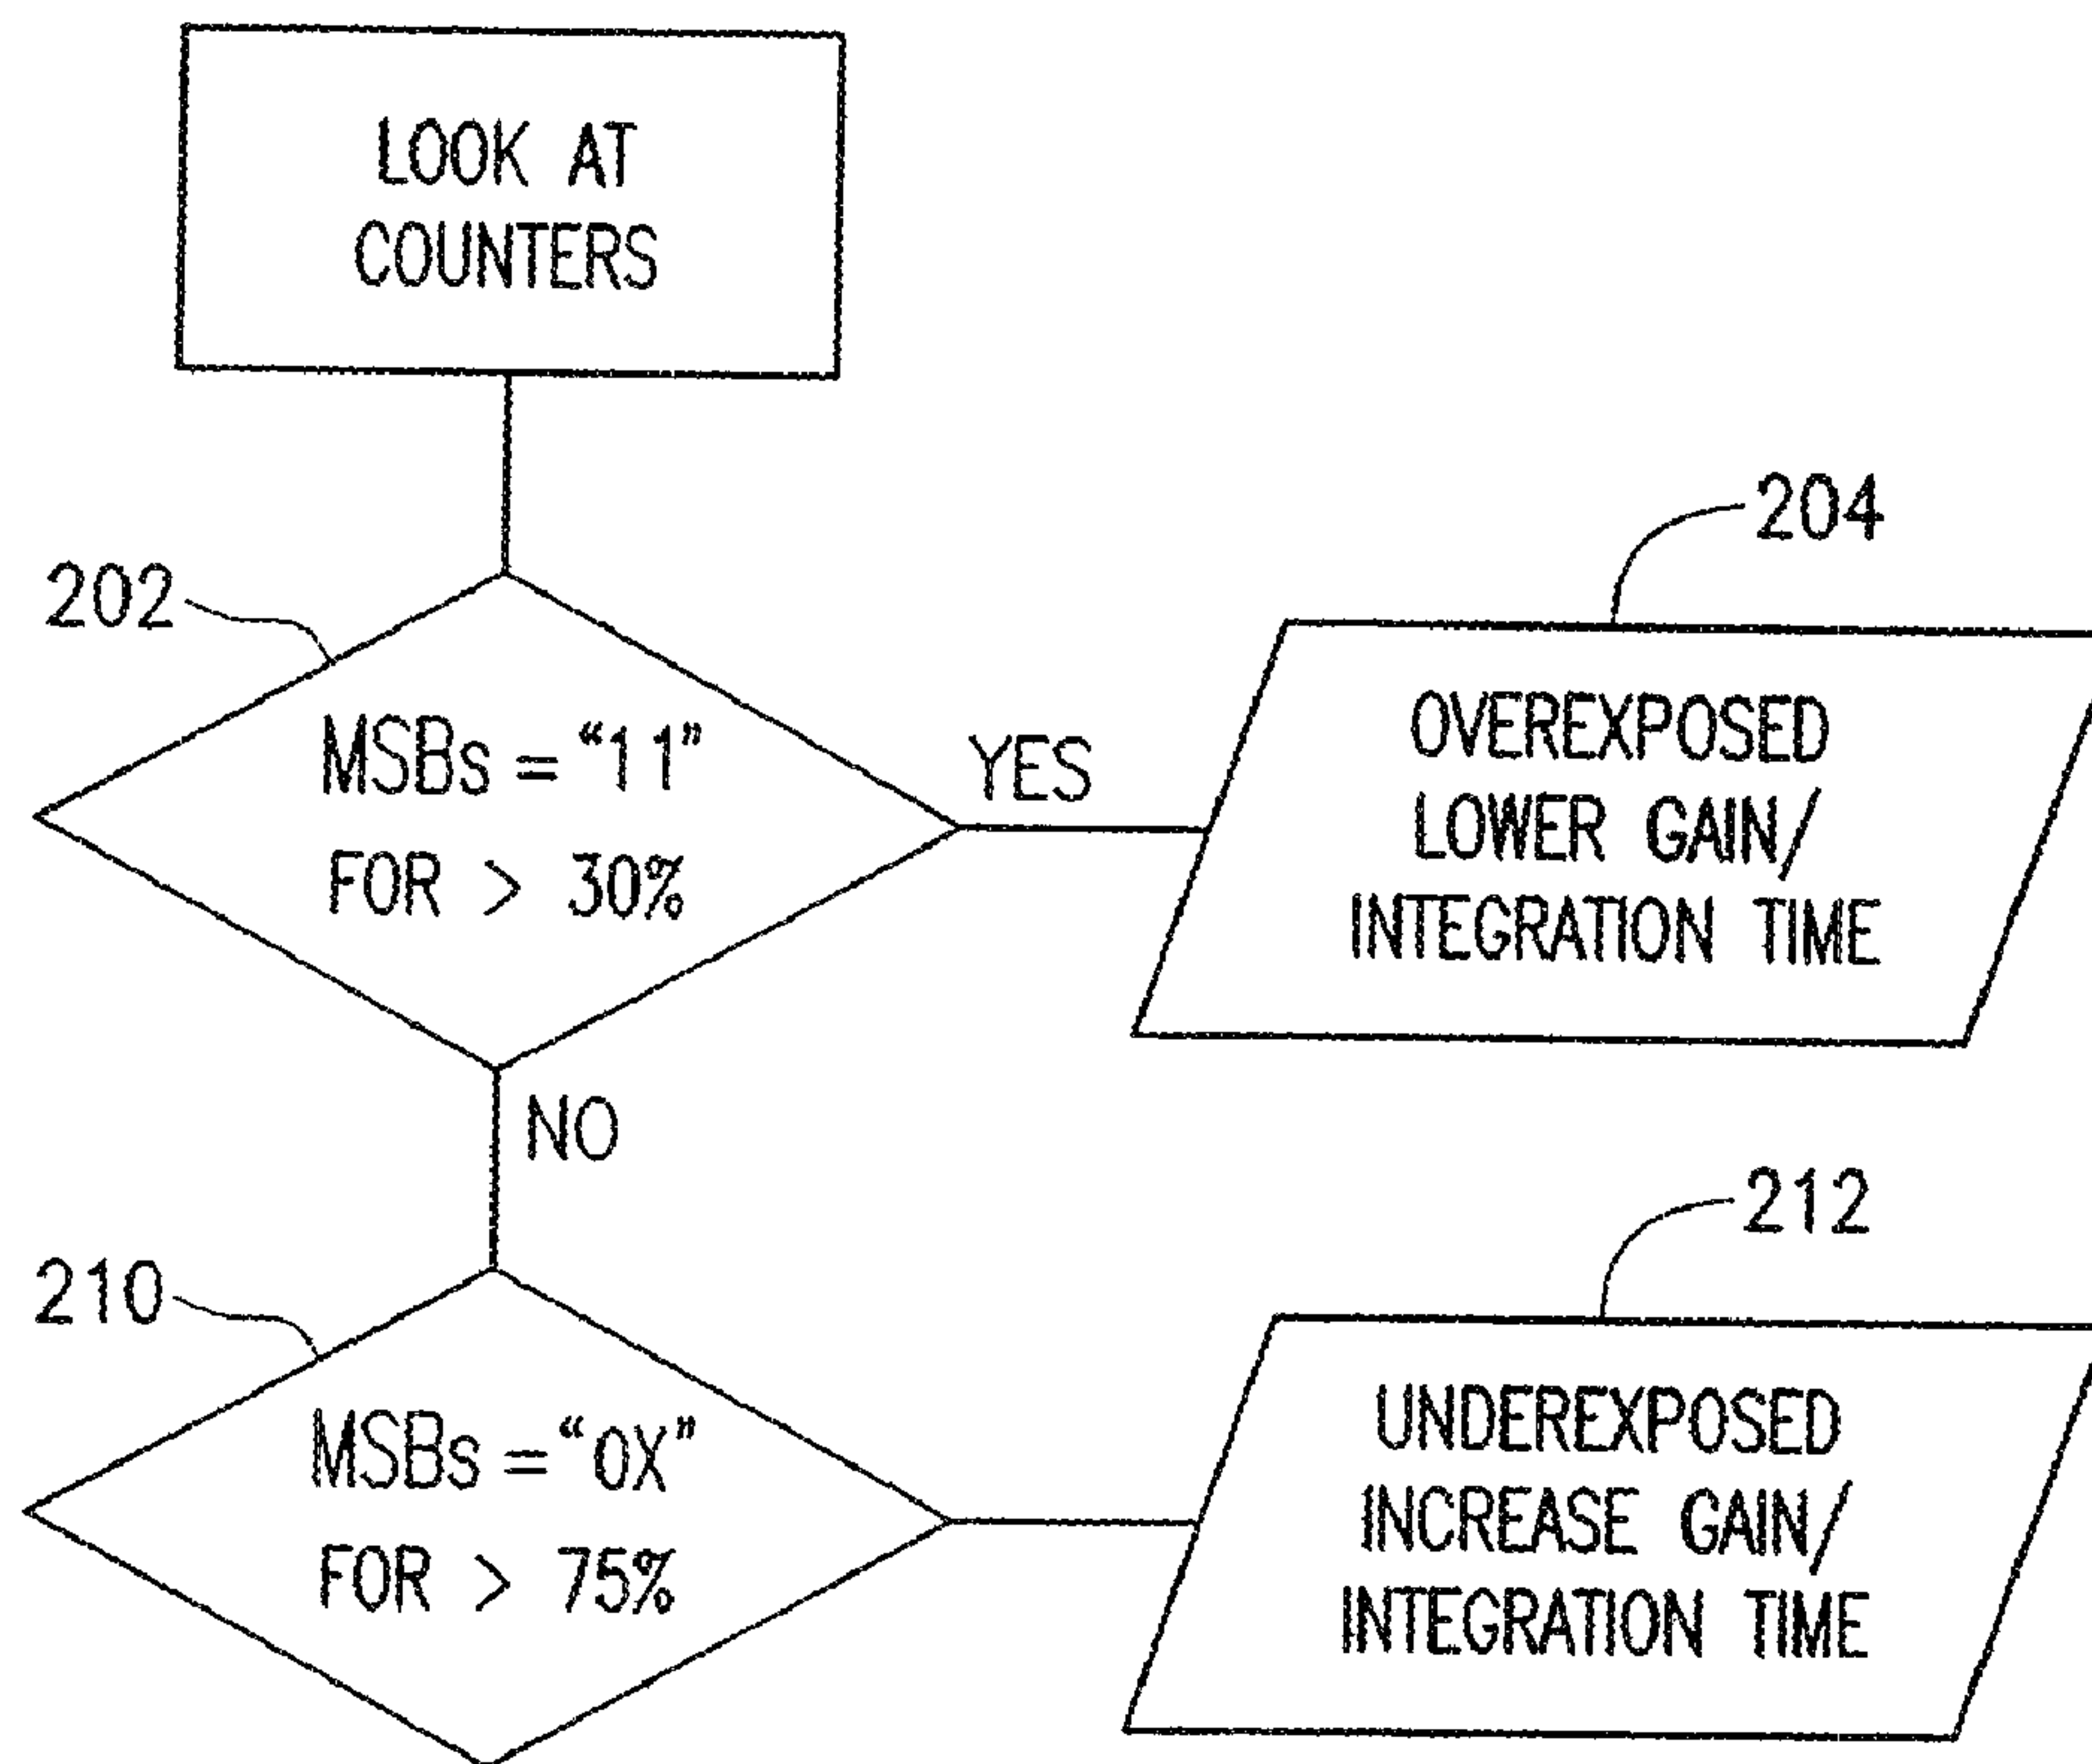 LOOK AT
COUNTERS
202
MSBs = “11”
FOR > 30%
YES
204
OVEREXPOSED
LOWER GAIN/
INTEGRATION TIME
NO
210
MSBs = “0X”
FOR > 75%
212
UNDEREXPOSED
INCREASE GAIN/
INTEGRATION TIME